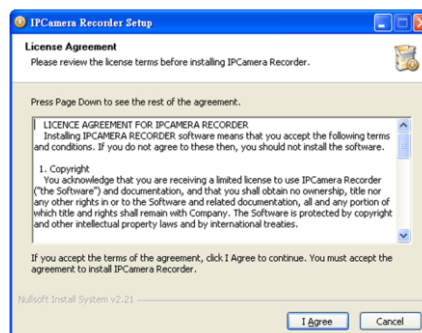 IPCamera Recorder Setup
License Agreement
Please review the license terms before installing IPCamera Recorder.
Press Page Down to see the rest of the agreement.
LICENCE AGREEMENT FOR IPCAMERA RECORDER
Installing IPCAMERA RECORDER software means that you accept the following terms
and conditions. If you do not agree to these then, you should not install the software.
1. Copyright
You acknowledge that you are receiving a limited license to use IPCamera Recorder
("the Software") and documentation, and that you shall obtain no ownership, title nor
any other rights in or to the Software and related documentation, all and any portion of
which title and rights shall remain with Company. The Software is protected by copyright
and other intellectual property laws and by international treaties.
If you accept the terms of the agreement, click I Agree to continue. You must accept the
agreement to install IPCamera Recorder.
Nullsoft Install System v2.21
I Agree
Cancel